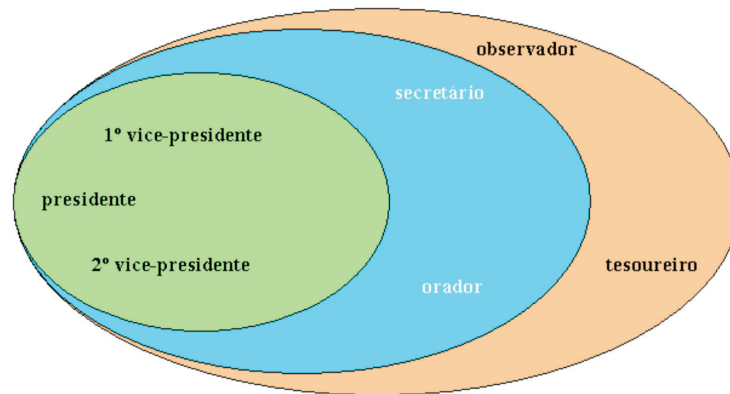 observador
secretário
1º vice-presidente
presidente
2º vice-presidente
tesoureiro
orador